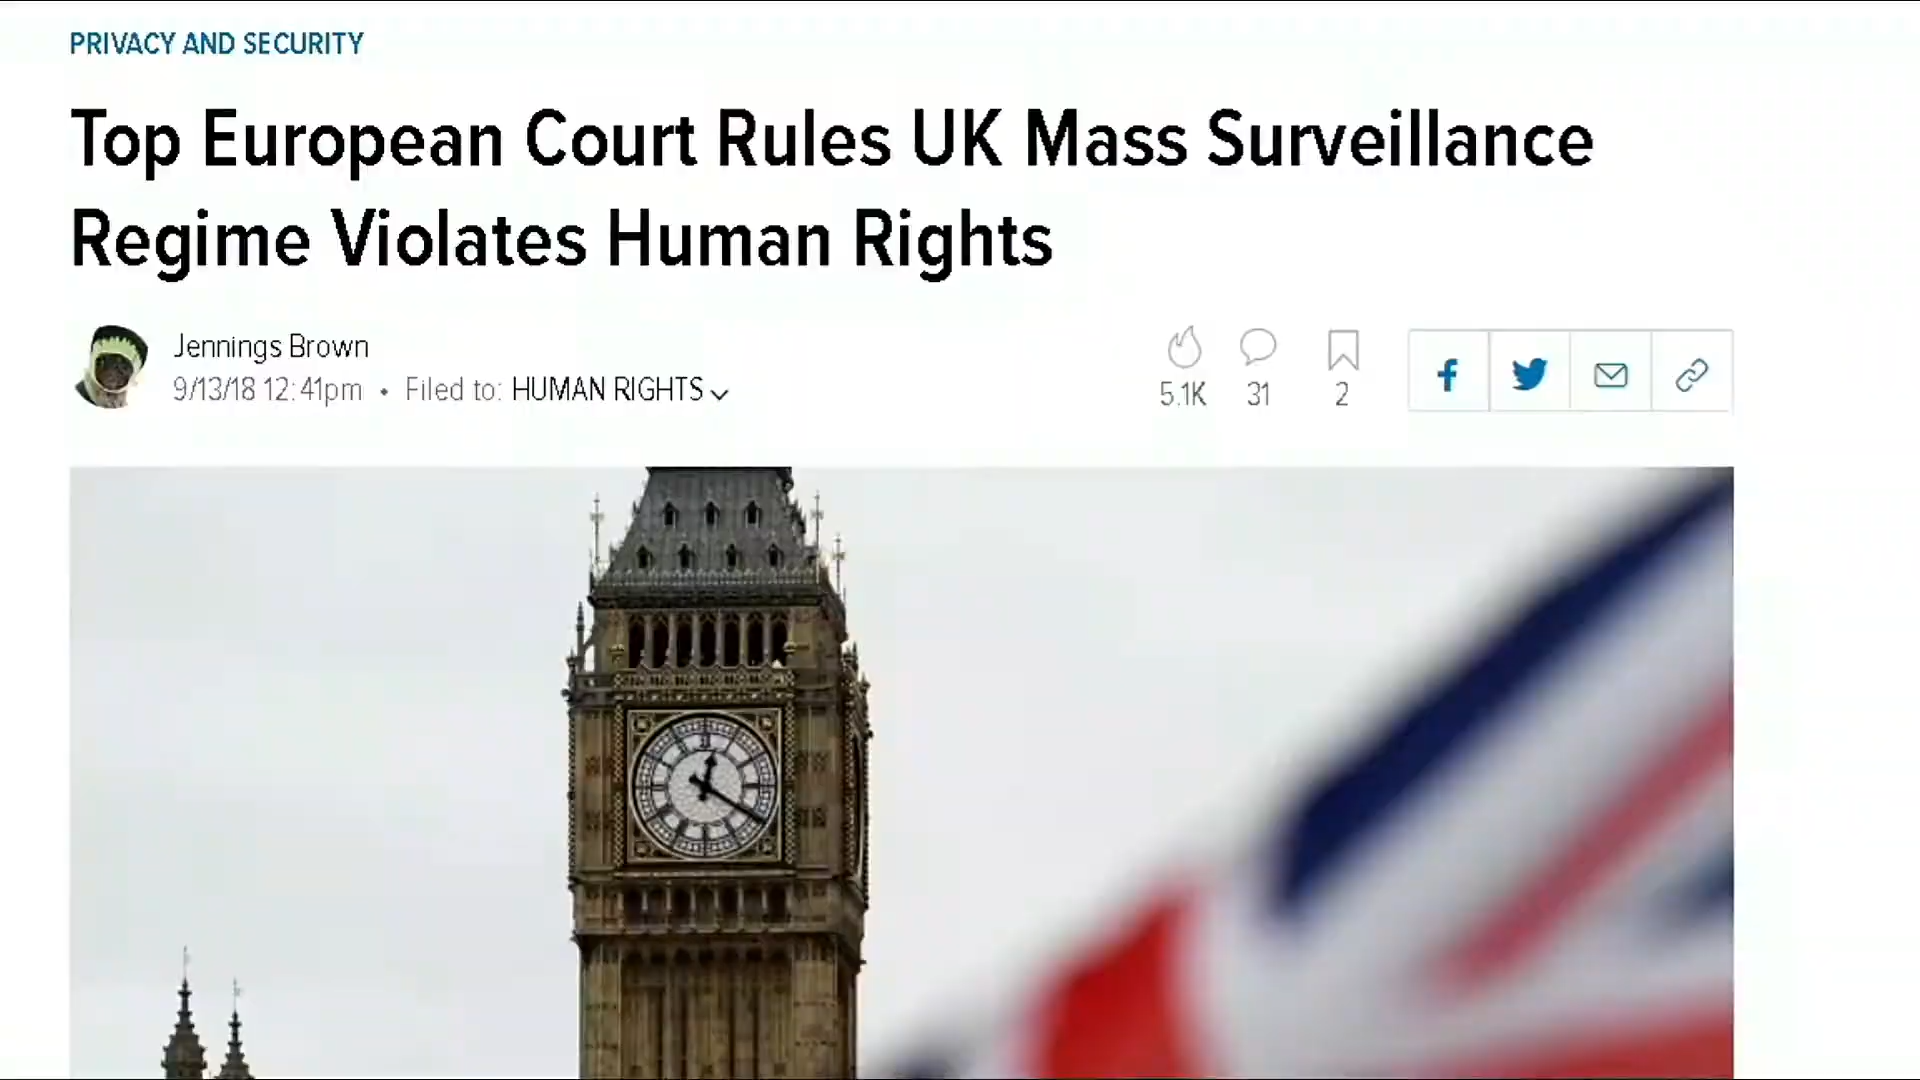 PRIVACY AND SECURITY
Top European Court Rules UK Mass Surveillance
Regime Violates Human Rights
Jennings Brown
9/13/18 12:41pm • Filed to: HUMAN RIGHTS
5.1K 31 2